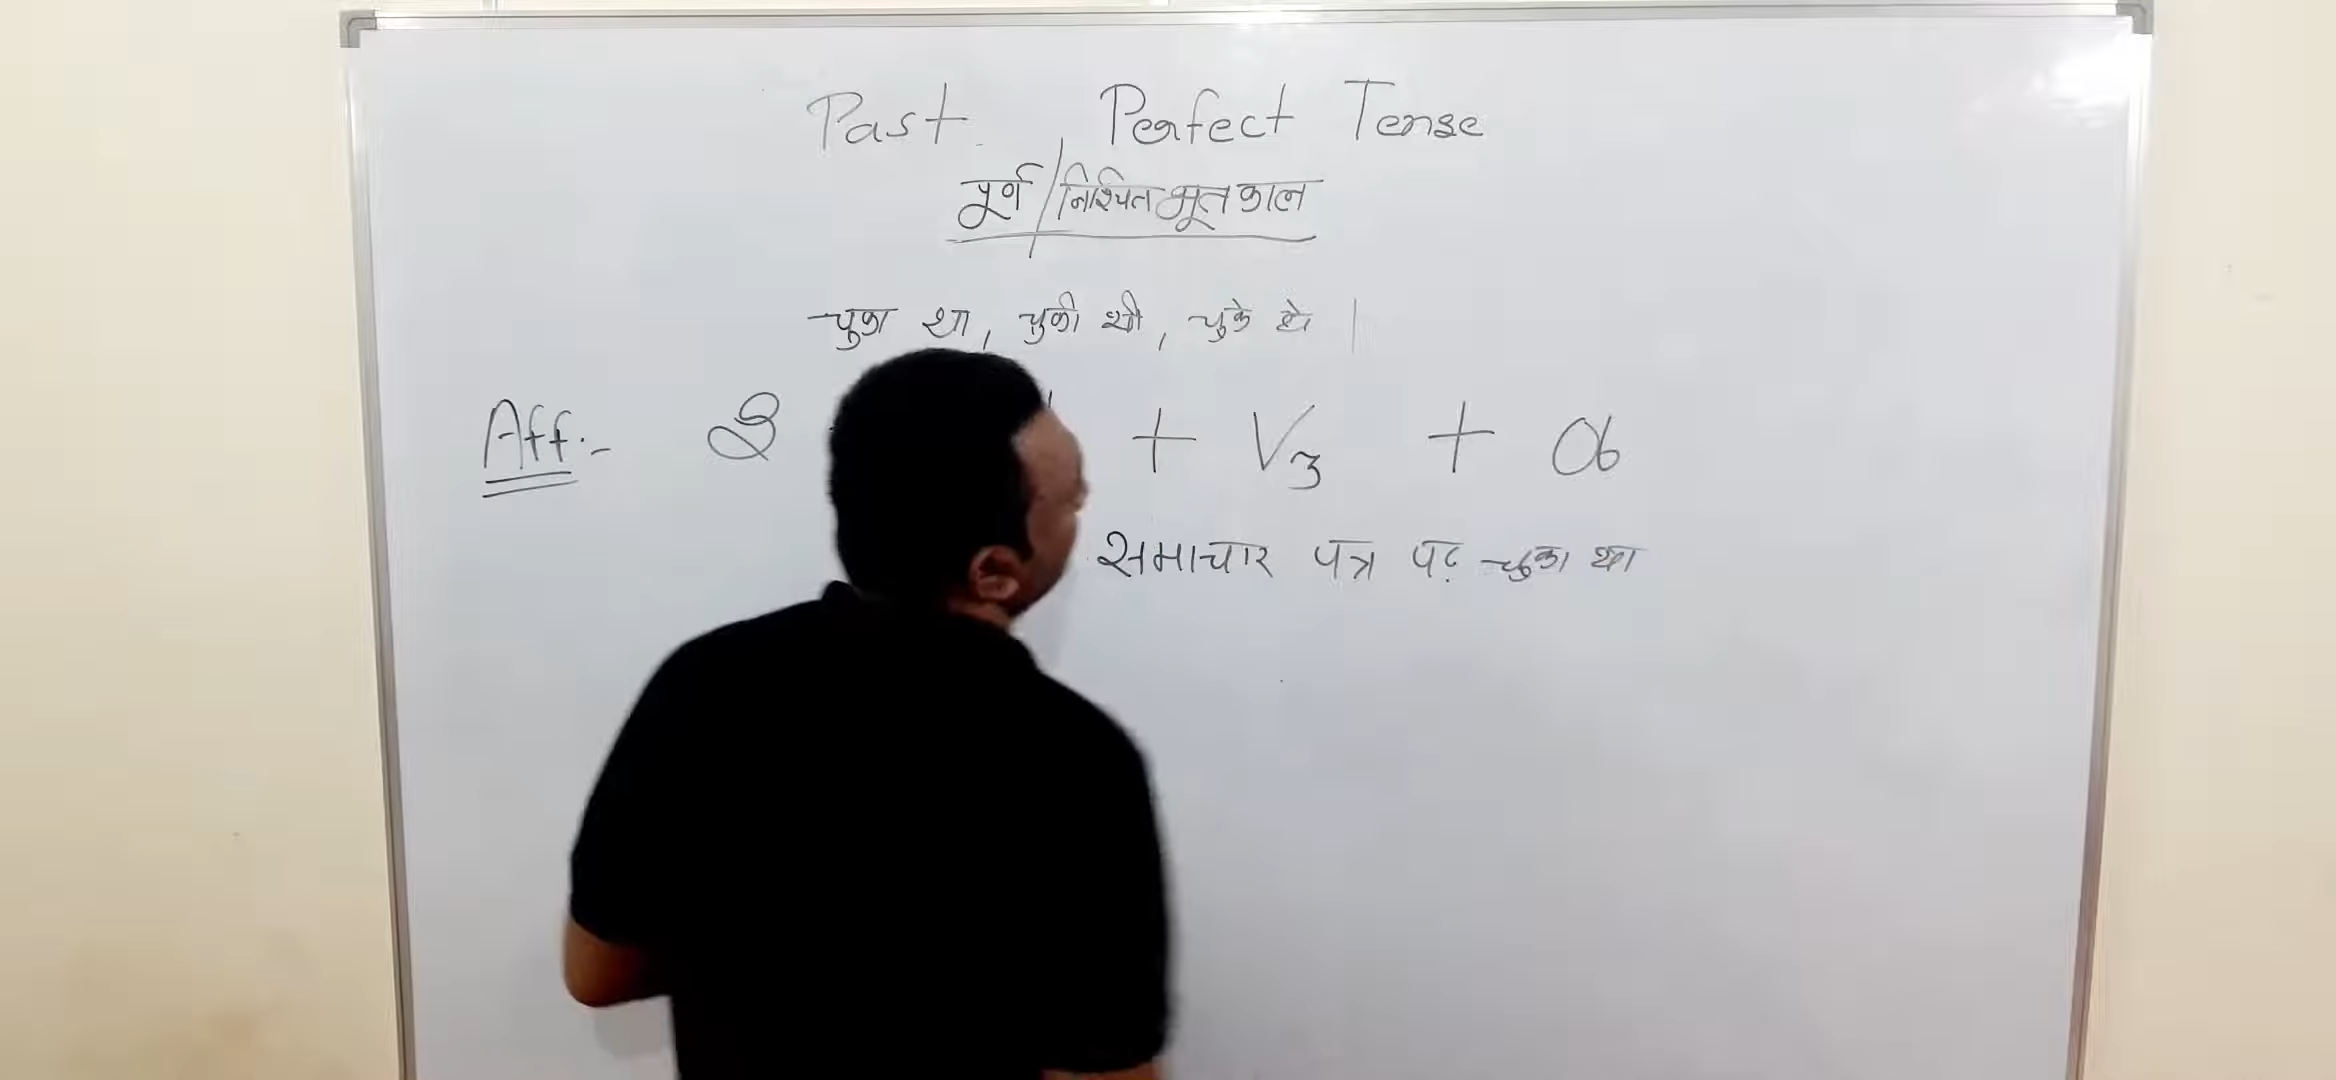 Past Perfect Tense
पूर्ण/निश्चित भूतकाल
चुका था, चुकी थी, चुके थे |
Aff:- S + V3 + Ob
समाचार पत्र पढ़ चुका था